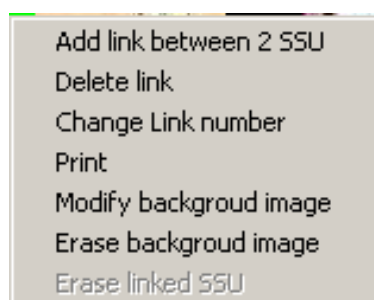 Add link between 2 SSU
Delete link
Change Link number
Print
Modify backgroud image
Erase backgroud image
Erase linked SSU